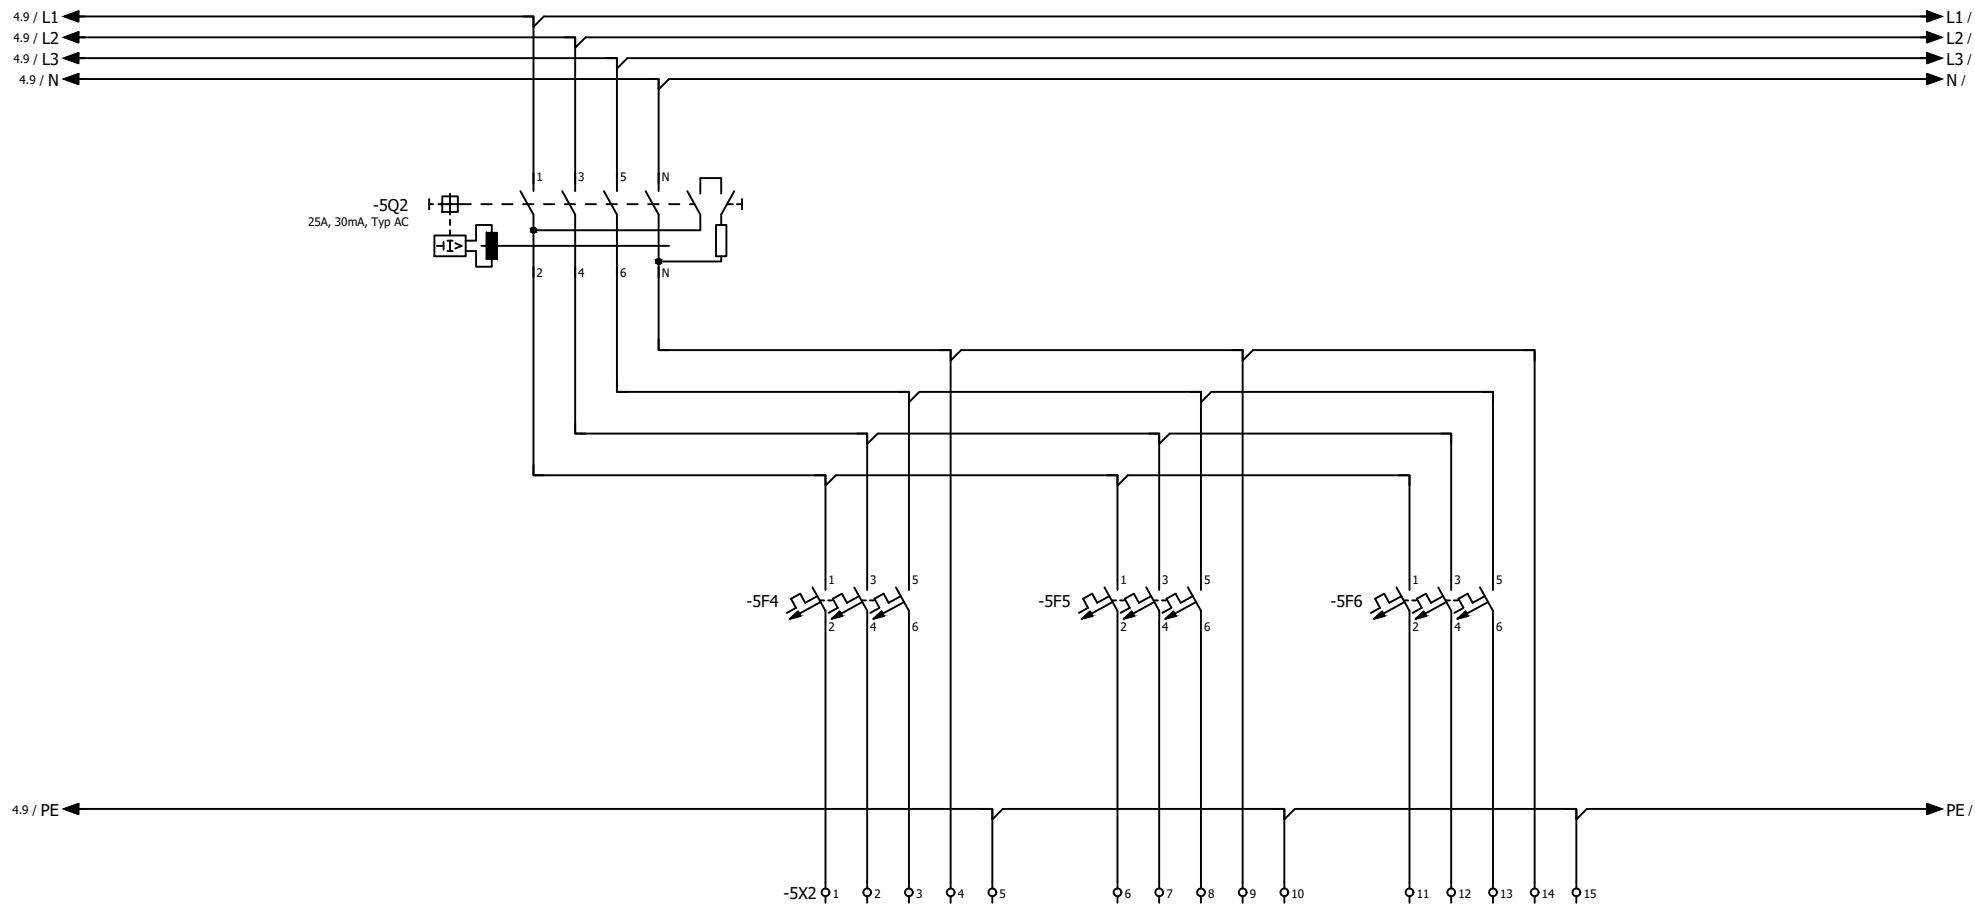 4.9 / L1 L1 /
4.9 / L2 L2 /
4.9 / L3 L3 /
4.9 / N N /
1 3 5 N
-5Q2
25A, 30mA, Typ AC
I>
2 4 6 N
1 3 5 1 3 5 1 3 5
-5F4 -5F5 -5F6
2 4 6 2 4 6 2 4 6
4.9 / PE PE /
-5X2 1 2 3 4 5 6 7 8 9 10 11 12 13 14 15